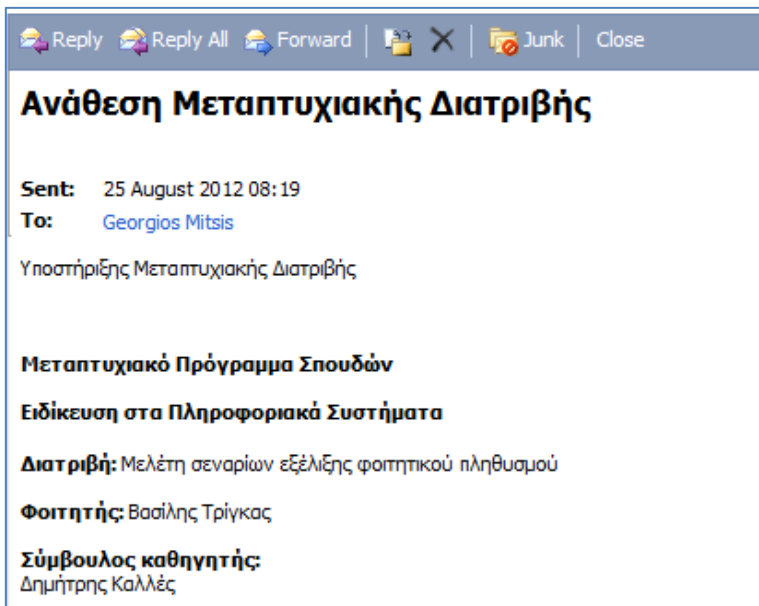 Reply Reply All Forward Junk Close
Ανάθεση Μεταπτυχιακής Διατριβής
Sent: 25 August 2012 08:19
To: Georgios Mitsis
Υποστήριξης Μεταπτυχιακής Διατριβής
Μεταπτυχιακό Πρόγραμμα Σπουδών
Ειδίκευση στα Πληροφοριακά Συστήματα
Διατριβή: Μελέτη σεναρίων εξέλιξης φοιτητικού πληθυσμού
Φοιτητής: Βασίλης Τρίγκας
Σύμβουλος καθηγητής:
Δημήτρης Καλλές